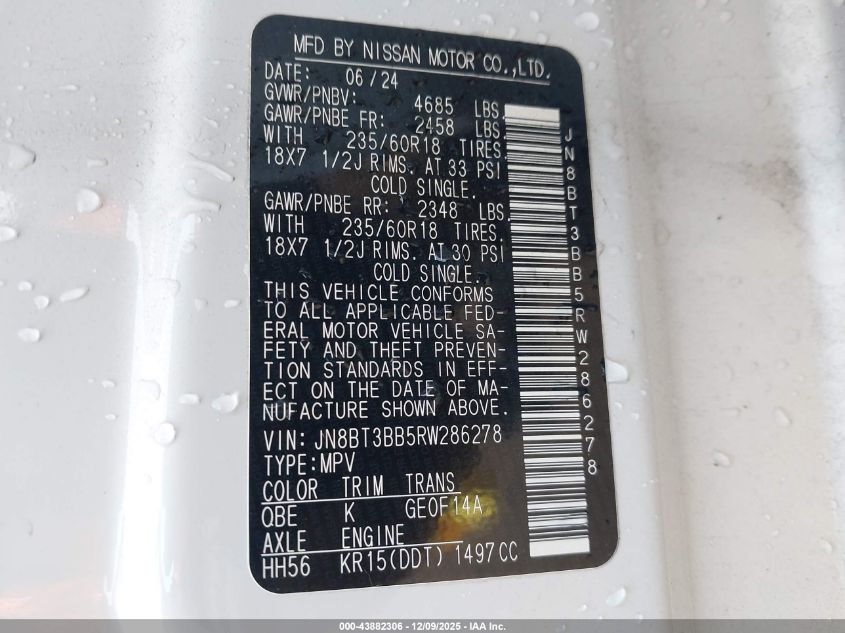 MFD BY NISSAN MOTOR CO.,LTD.
DATE: 06/24
GVWR/PNBV: 4685 LBS.
GAWR/PNBE FR: 2458 LBS.
WITH 235/60R18 TIRES.
18X7 1/2J RIMS. AT 33 PSI
COLD SINGLE.
GAWR/PNBE RR: 2348 LBS.
WITH 235/60R18 TIRES.
18X7 1/2J RIMS. AT 30 PSI
COLD SINGLE.
THIS VEHICLE CONFORMS
TO ALL APPLICABLE FED-
ERAL MOTOR VEHICLE SA-
FETY AND THEFT PREVEN-
TION STANDARDS IN EFF-
ECT ON THE DATE OF MA-
NUFACTURE SHOWN ABOVE.
VIN: JN8BT3BB5RW286278
TYPE:MPV
COLOR TRIM TRANS
QBE K GE0F14A
AXLE ENGINE
HH56 KR15(DDT) 1497CC
JN8BT3BB5RW286278
000-43882306 - 12/09/2025 - IAA Inc.